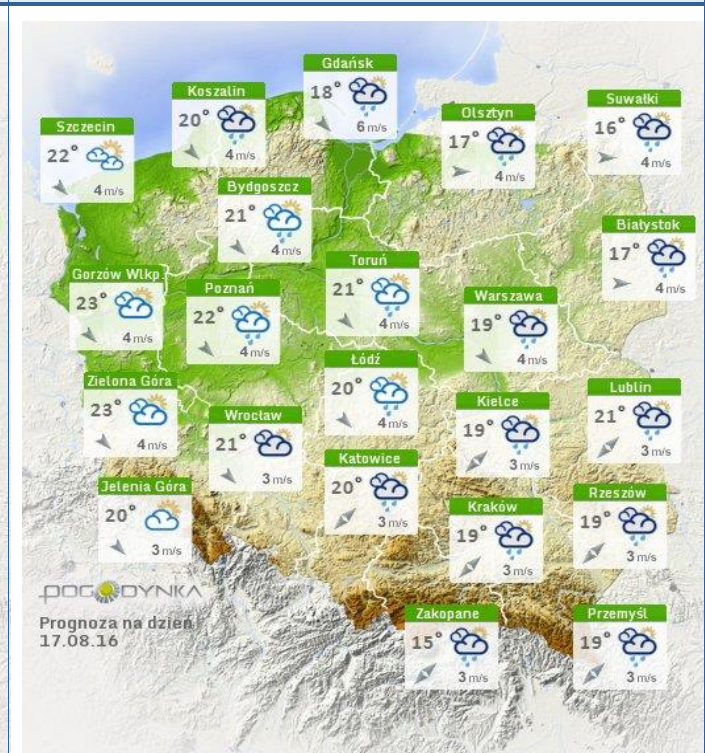 Gdańsk
18°
6 m/s
Koszalin
20°
4 m/s
Suwałki
16°
4 m/s
Olsztyn
17°
4 m/s
Szczecin
22°
4 m/s
Bydgoszcz
21°
4 m/s
Białystok
17°
4 m/s
Toruń
21°
4 m/s
Gorzów Wlkp.
23°
4 m/s
Poznań
22°
4 m/s
Warszawa
19°
4 m/s
Łódź
20°
4 m/s
Zielona Góra
23°
4 m/s
Lublin
21°
3 m/s
Kielce
19°
3 m/s
Wrocław
21°
3 m/s
Katowice
20°
3 m/s
Jelenia Góra
20°
3 m/s
Rzeszów
19°
3 m/s
Kraków
19°
3 m/s
POGODYNKA
Prognoza na dzień
17.08.16
Zakopane
15°
3 m/s
Przemyśl
19°
3 m/s